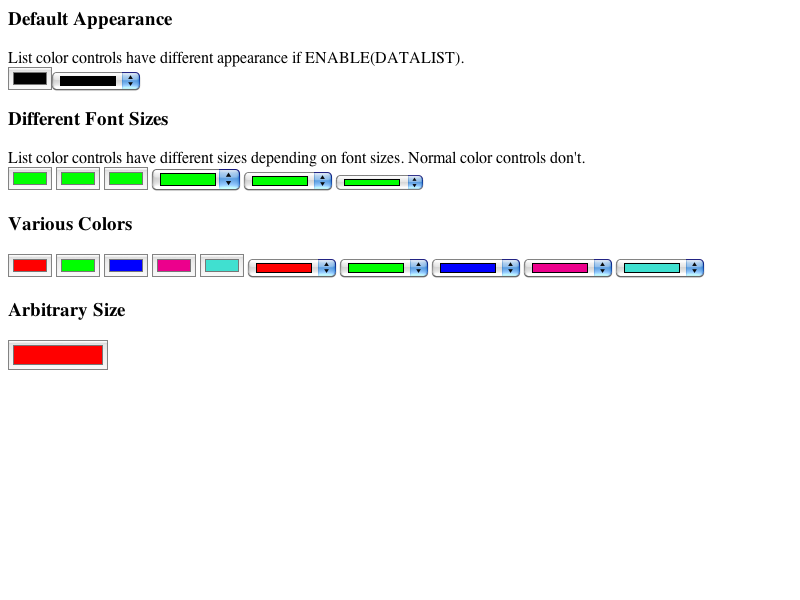 Default Appearance
List color controls have different appearance if ENABLE(DATALIST).
Different Font Sizes
List color controls have different sizes depending on font sizes. Normal color controls don't.
Various Colors
Arbitrary Size